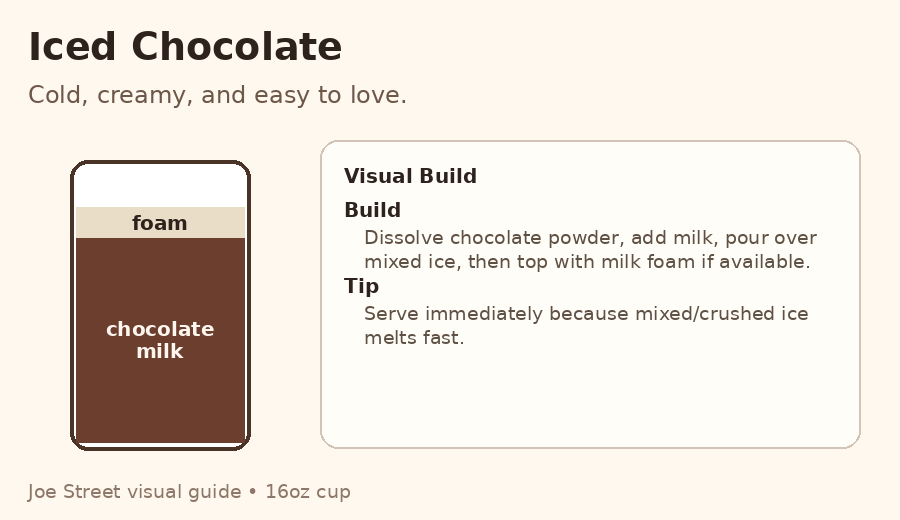 Iced Chocolate
Cold, creamy, and easy to love.
foam
chocolate
milk
Visual Build
Build
Dissolve chocolate powder, add milk, pour over
mixed ice, then top with milk foam if available.
Tip
Serve immediately because mixed/crushed ice
melts fast.
Joe Street visual guide • 16oz cup